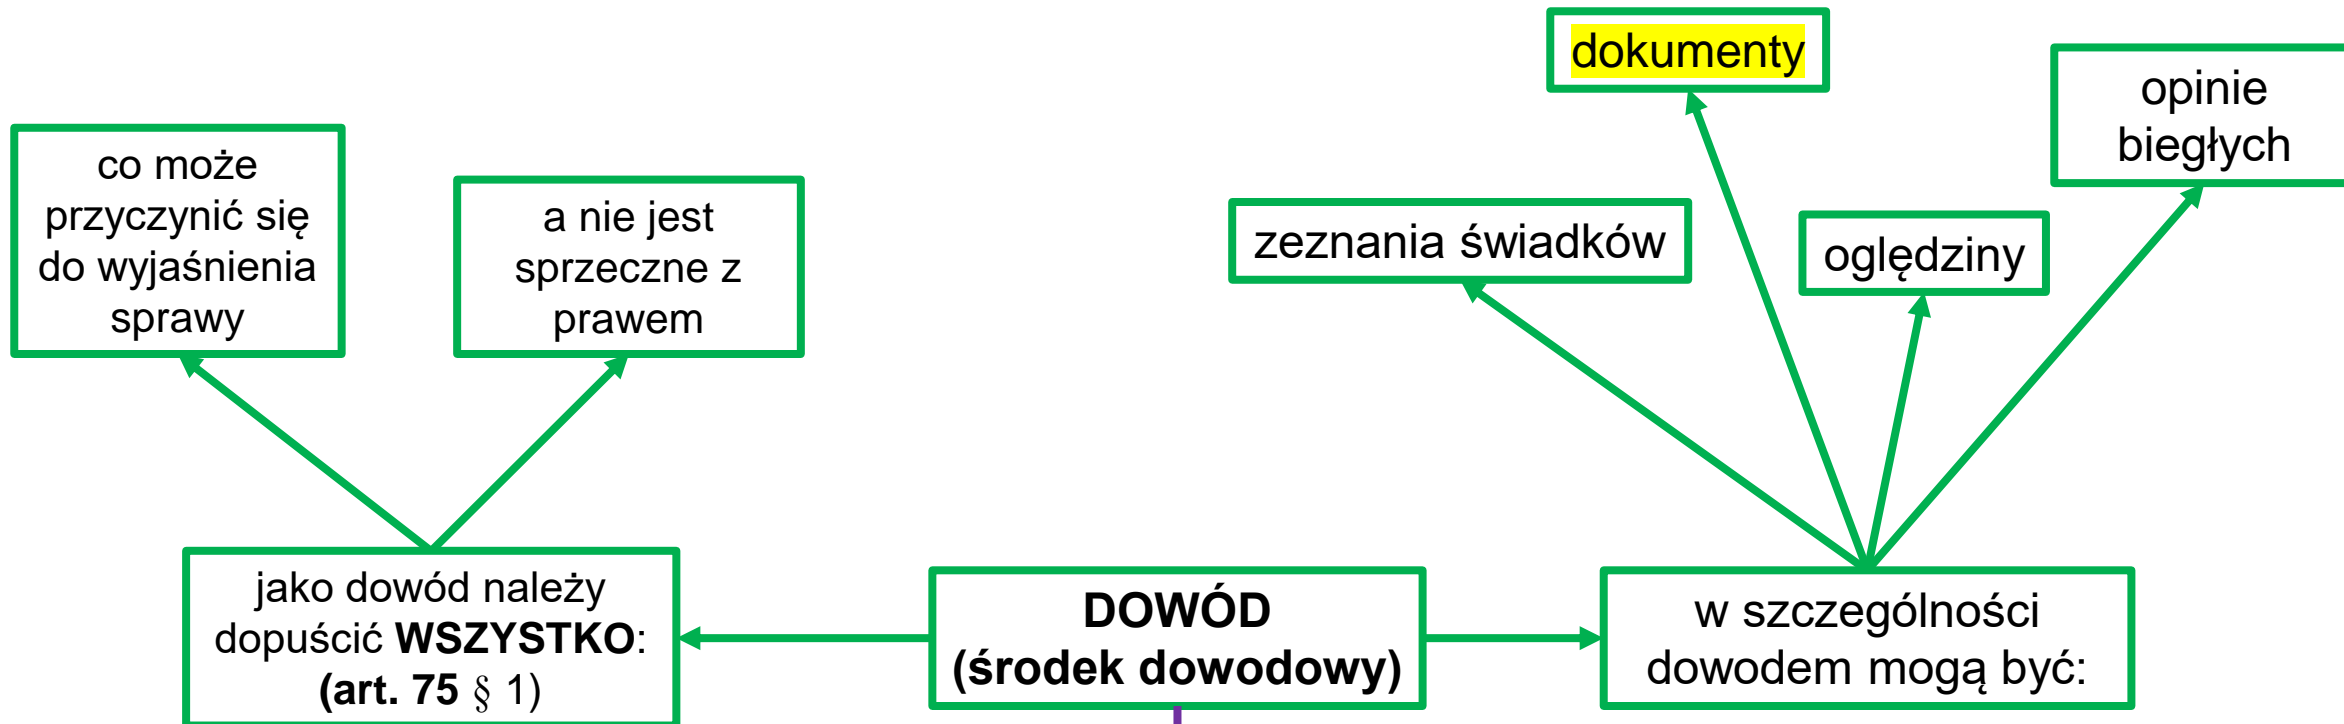 dokumenty
opinie
biegłych
co może
przyczynić się
do wyjaśnienia
sprawy
a nie jest
sprzeczne z
prawem
zeznania świadków
oględziny
jako dowód należy
dopuścić WSZYSTKO:
(art. 75 § 1)
DOWÓD
(środek dowodowy)
w szczególności
dowodem mogą być: